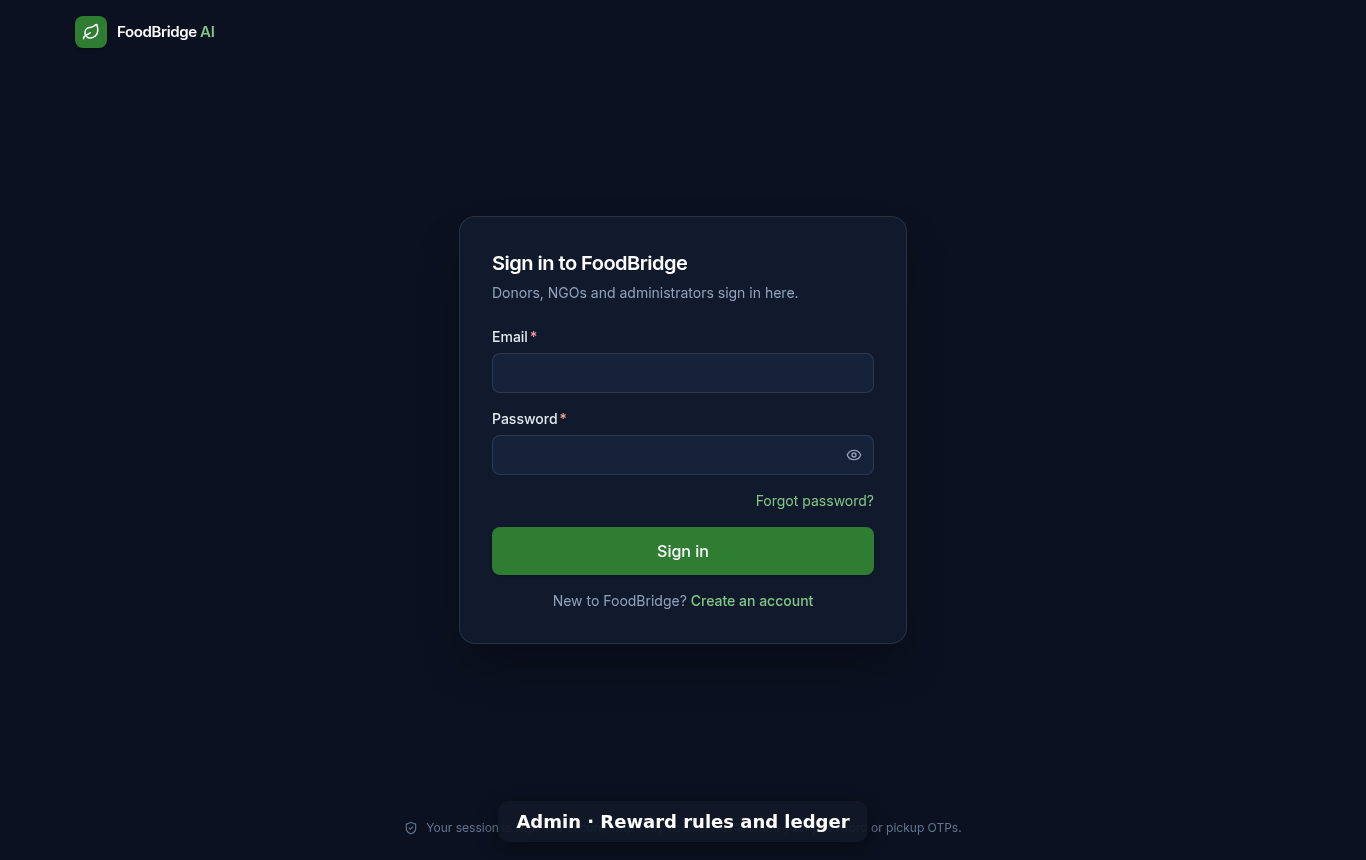 FoodBridge AI
Sign in to FoodBridge
Donors, NGOs and administrators sign in here.
Email *
Password *
Forgot password?
Sign in
New to FoodBridge? Create an account
Your session
or pickup OTPs.
Admin · Reward rules and ledger